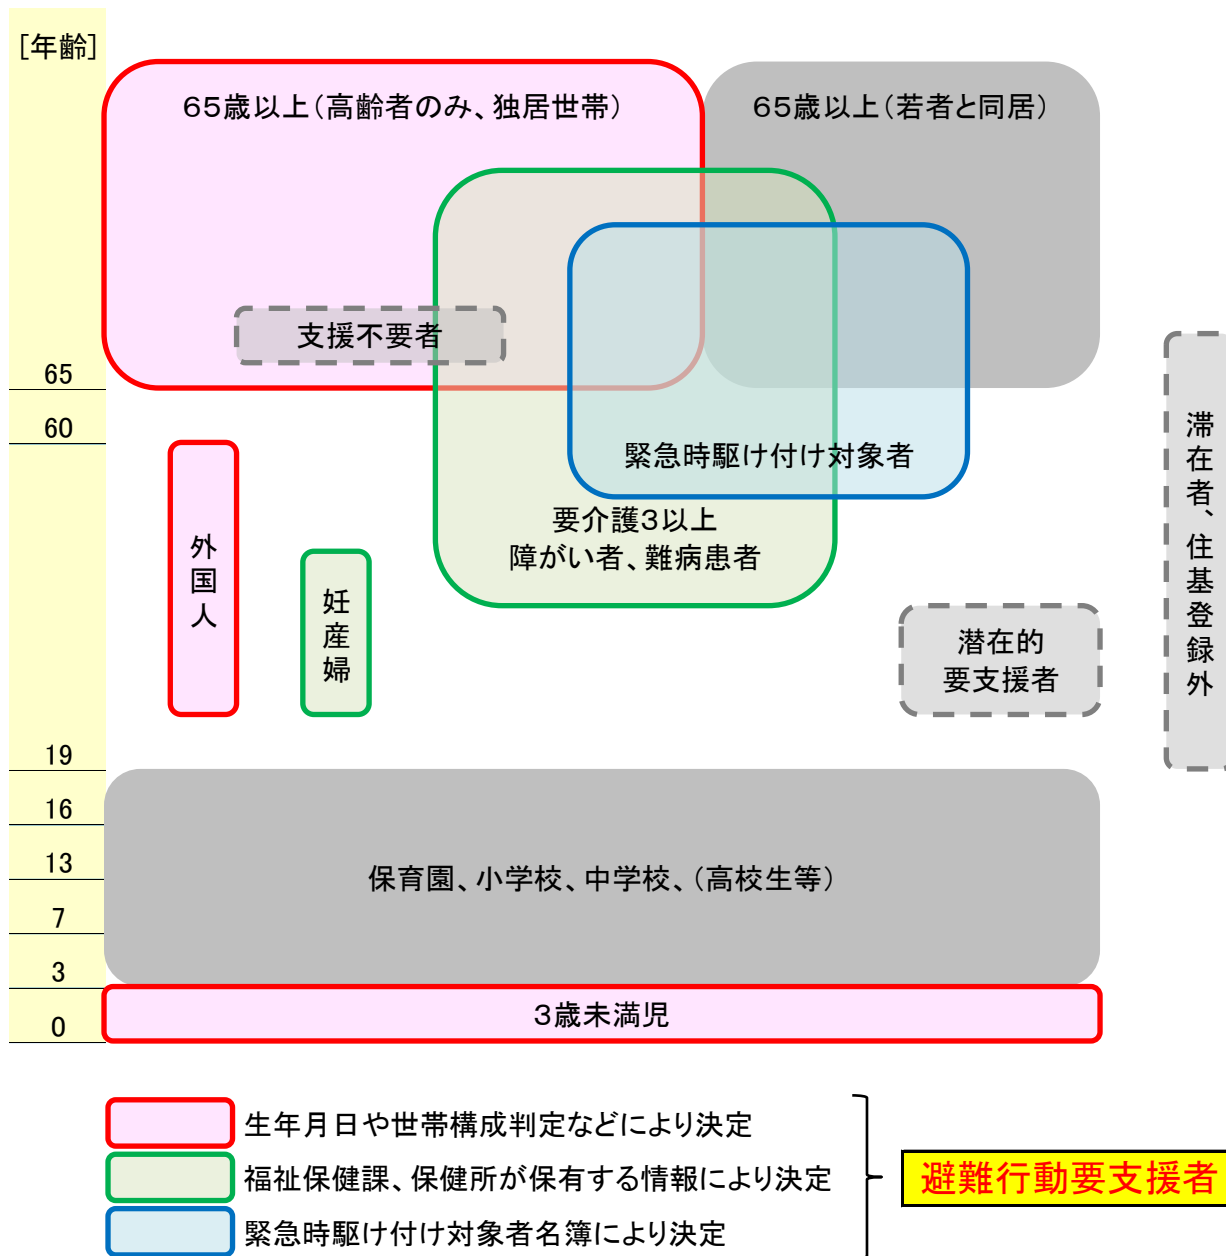 [年齢]
65歳以上(高齢者のみ、独居世帯)
65歳以上(若者と同居)
支援不要者
65
60
緊急時駆け付け対象者
要介護3以上
障がい者、難病患者
外国人
妊産婦
潜在的
要支援者
滞在者、住基登録外
19
16
13
7
3
0
保育園、小学校、中学校、(高校生等)
3歳未満児
生年月日や世帯構成判定などにより決定
福祉保健課、保健所が保有する情報により決定
緊急時駆け付け対象者名簿により決定
避難行動要支援者